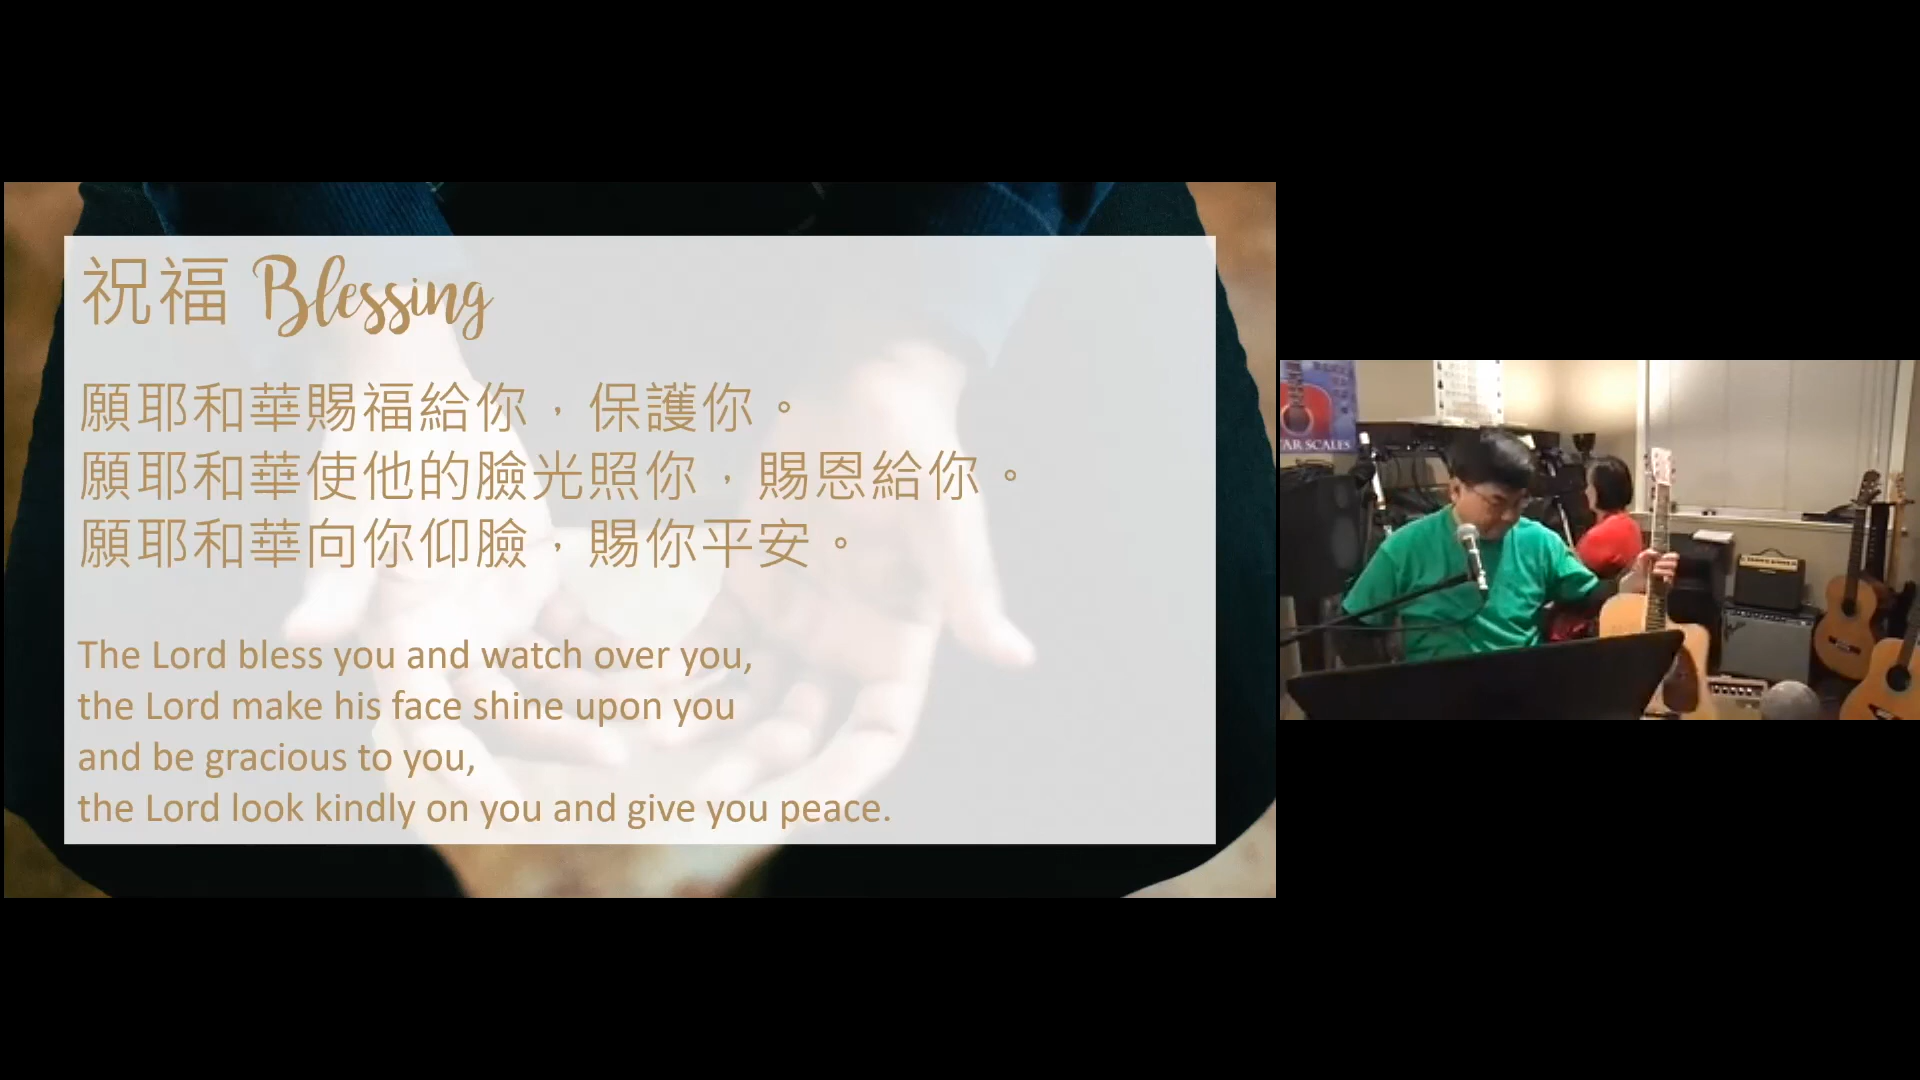 祝福 Blessing
願耶和華賜福給你，保護你。
願耶和華使他的臉光照你，賜恩給你。
願耶和華向你仰臉，賜你平安。
The Lord bless you and watch over you,
the Lord make his face shine upon you
and be gracious to you,
the Lord look kindly on you and give you peace.
AR SCALES